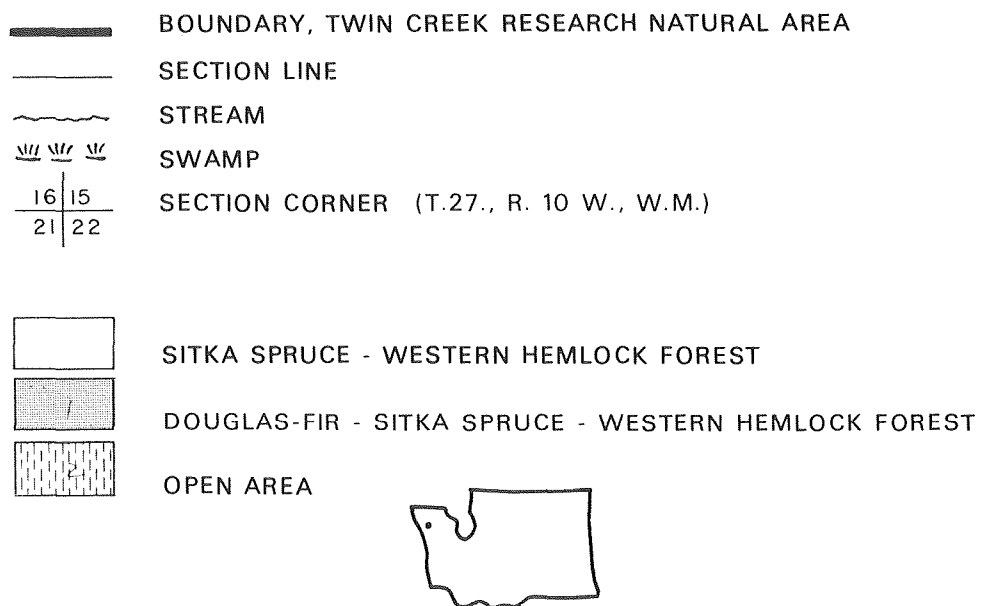 BOUNDARY, TWIN CREEK RESEARCH NATURAL AREA
SECTION LINE
STREAM
SWAMP
16 15
21 22
SECTION CORNER (T.27., R. 10 W., W.M.)
SITKA SPRUCE - WESTERN HEMLOCK FOREST
1
DOUGLAS-FIR - SITKA SPRUCE - WESTERN HEMLOCK FOREST
2
OPEN AREA